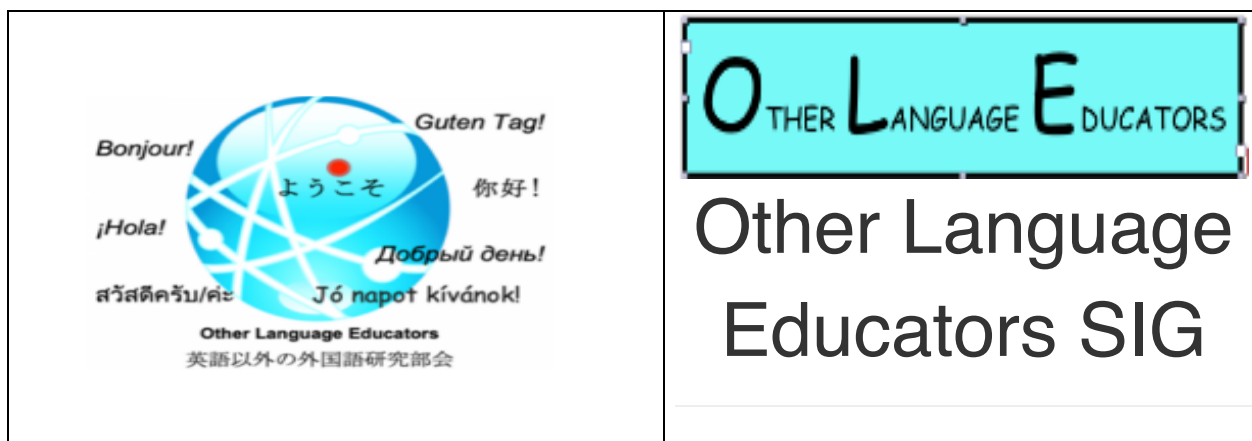 Guten Tag!
Bonjour!
ようこそ
你好！
¡Hola!
Добрый день!
สวัสดีครับ/ค่ะ
Jó napot kívánok!
Other Language Educators
英語以外の外国語研究部会
OTHER LANGUAGE EDUCATORS
Other Language
Educators SIG